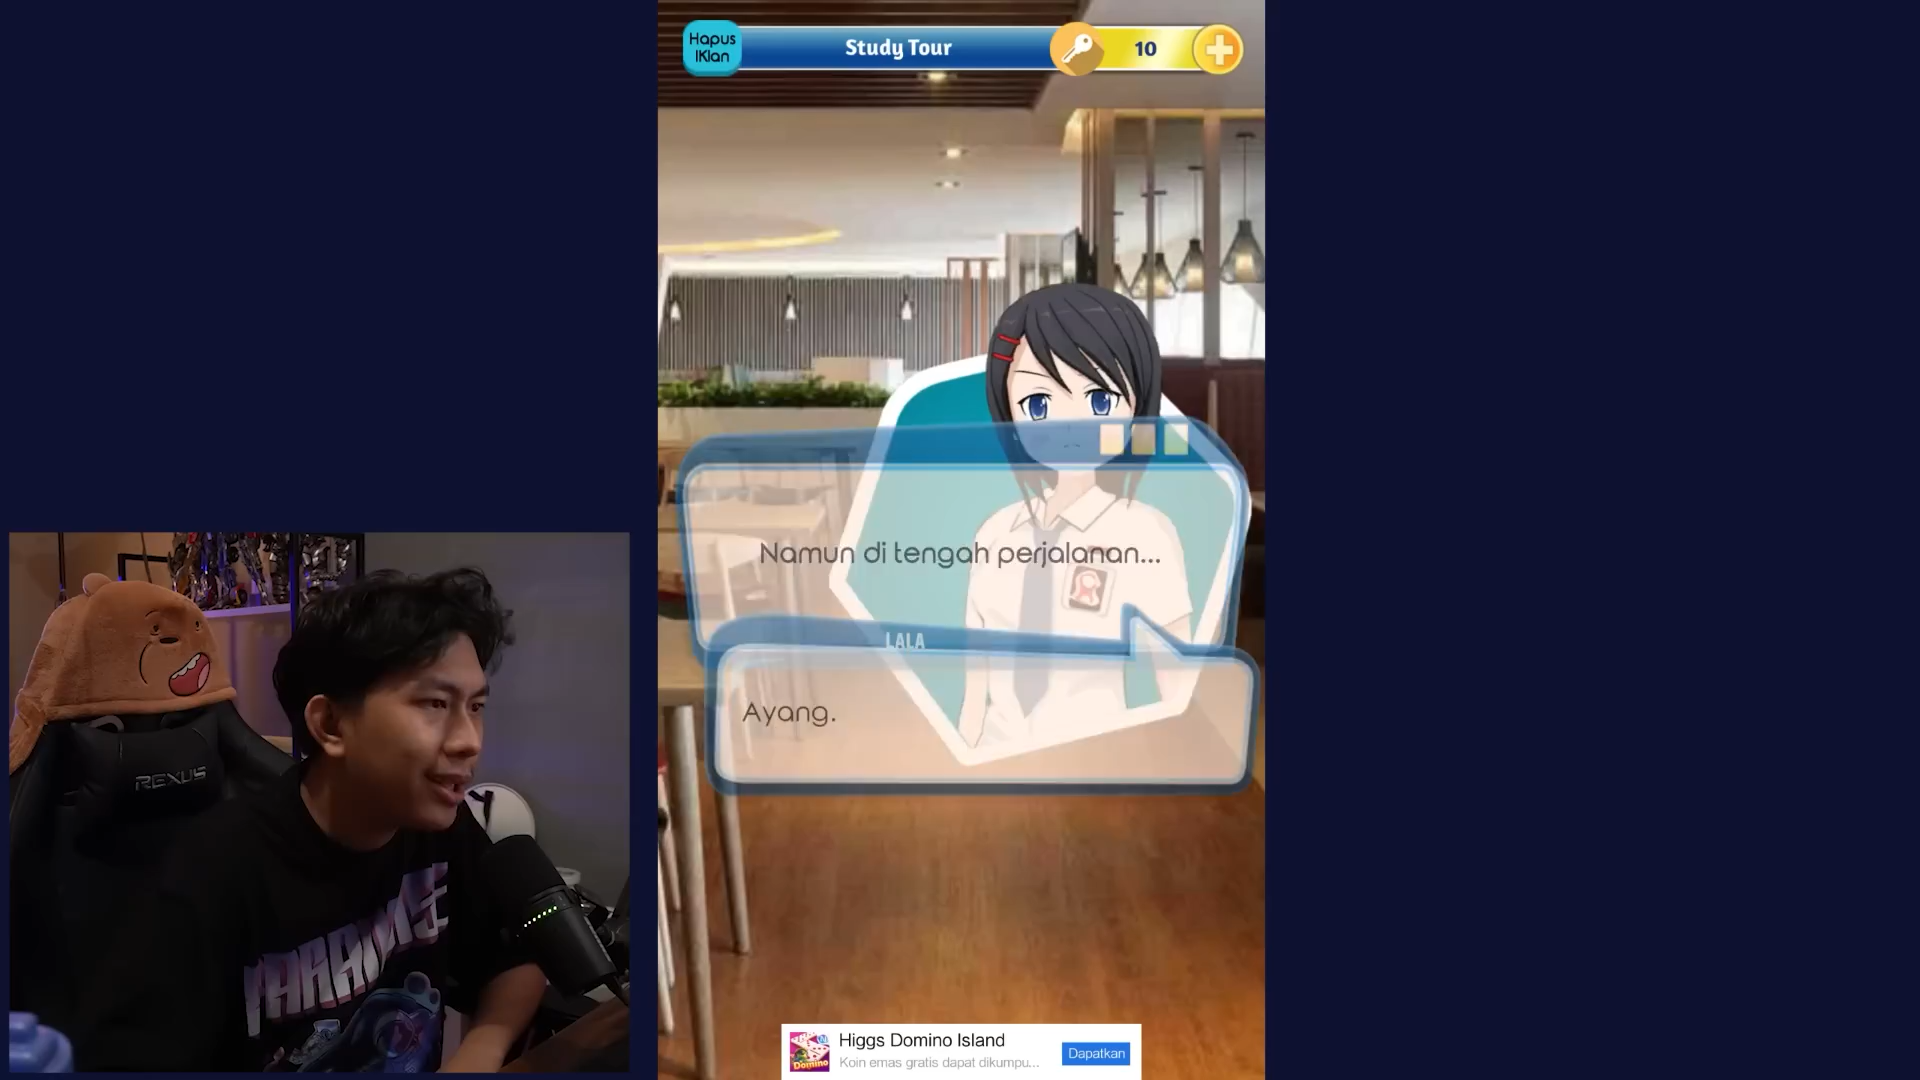 Hapus
IKlan
Study Tour
10
Namun di tengah perjalanan...
LALA
Ayang.
REXUS
Higgs Domino Island
Koin emas gratis dapat dikumpu...
Dapatkan
Domino